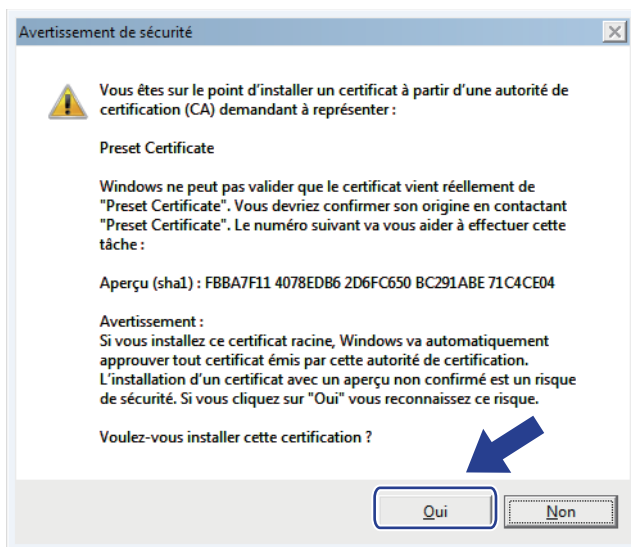 Avertissement de sécurité
Vous êtes sur le point d'installer un certificat à partir d'une autorité de
certification (CA) demandant à représenter :
Preset Certificate
Windows ne peut pas valider que le certificat vient réellement de
"Preset Certificate". Vous devriez confirmer son origine en contactant
"Preset Certificate". Le numéro suivant va vous aider à effectuer cette
tâche :
Aperçu (sha1) : FBBA7F11 4078EDB6 2D6FC650 BC291ABE 71C4CE04
Avertissement :
Si vous installez ce certificat racine, Windows va automatiquement
approuver tout certificat émis par cette autorité de certification.
L'installation d'un certificat avec un aperçu non confirmé est un risque
de sécurité. Si vous cliquez sur "Oui" vous reconnaissez ce risque.
Voulez-vous installer cette certification ?
Oui
Non